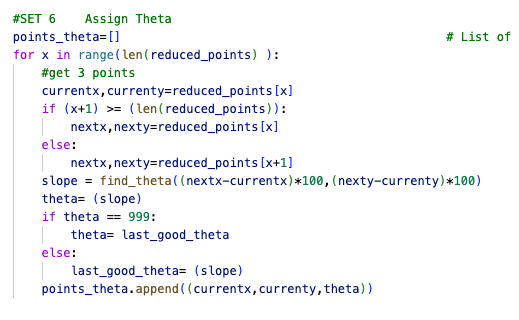 #SET 6    Assign Theta
points_theta=[]                                              # List of
for x in range(len(reduced_points) ):
    #get 3 points
    currentx,currenty=reduced_points[x]
    if (x+1) >= (len(reduced_points)):
        nextx,nexty=reduced_points[x]
    else:
        nextx,nexty=reduced_points[x+1]
    slope = find_theta((nextx-currentx)*100,(nexty-currenty)*100)
    theta= (slope)
    if theta == 999:
        theta= last_good_theta
    else:
        last_good_theta= (slope)
    points_theta.append((currentx,currenty,theta))